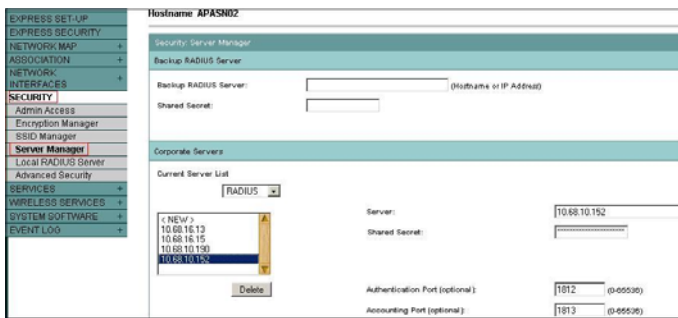 Hostname APASN02
EXPRESS SET-UP
EXPRESS SECURITY
NETWORK MAP +
ASSOCIATION +
NETWORK
INTERFACES +
SECURITY
Admin Access
Encryption Manager
SSID Manager
Server Manager
Local RADIUS Server
Advanced Security
SERVICES +
WIRELESS SERVICES +
SYSTEM SOFTWARE +
EVENT LOG +
Security: Server Manager
Backup RADIUS Server
Backup RADIUS Server: (Hostname or IP Address)
Shared Secret:
Corporate Servers
Current Server List
RADIUS
< NEW >
10.68.16.13
10.68.16.15
10.68.10.190
10.68.10.152
Delete
Server: 10.68.10.152
Shared Secret:
Authentication Port (optional): 1812 (0-65536)
Accounting Port (optional): 1813 (0-65536)